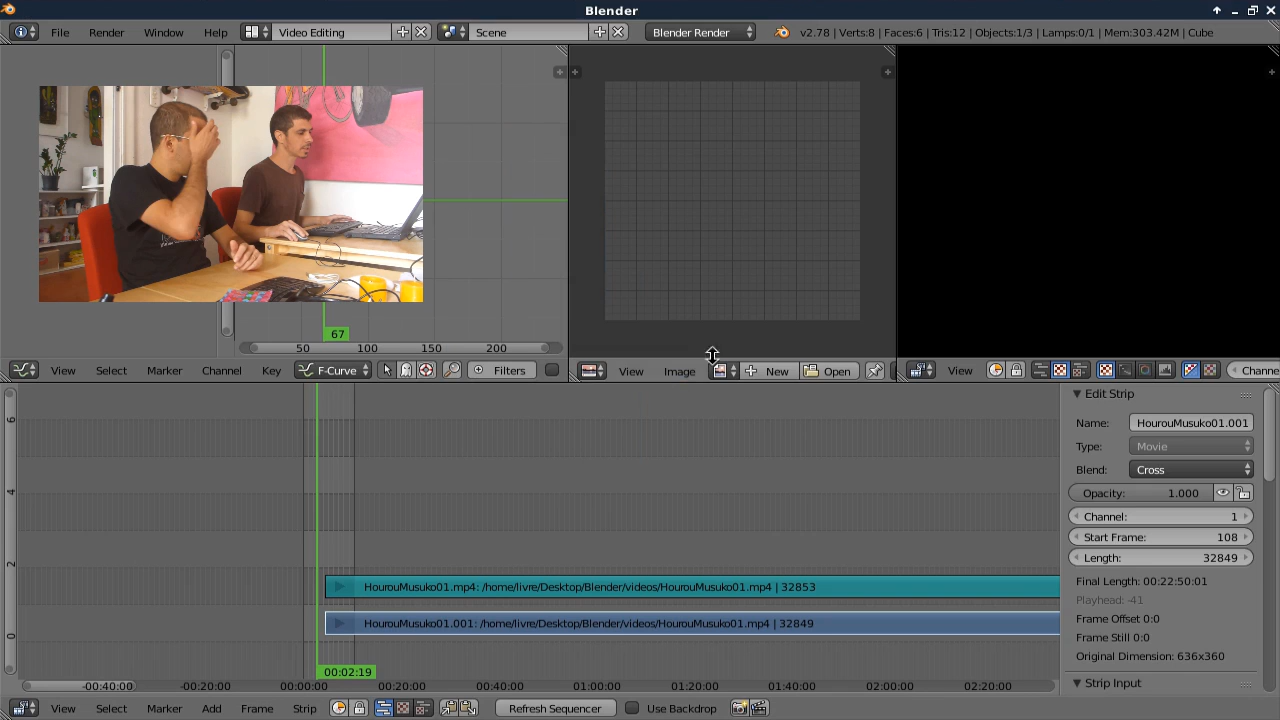 Blender
File Render Window Help Video Editing Scene Blender Render v2.78 | Verts:8 | Faces:6 | Tris:12 | Objects:1/3 | Lamps:0/1 | Mem:303.42M | Cube
67
50 100 150 200
View Select Marker Channel Key F-Curve Filters
View Image New Open
View Channe
6
4
2
0
HourouMusuko01.mp4: /home/livre/Desktop/Blender/videos/HourouMusuko01.mp4 | 32853
HourouMusuko01.001: /home/livre/Desktop/Blender/videos/HourouMusuko01.mp4 | 32849
00:02:19
-00:40:00 -00:20:00 00:00:00 00:20:00 00:40:00 01:00:00 01:20:00 01:40:00 02:00:00 02:20:00
Edit Strip
Name: HourouMusuko01.001
Type: Movie
Blend: Cross
Opacity: 1.000
Channel: 1
Start Frame: 108
Length: 32849
Final Length: 00:22:50:01
Playhead: -41
Frame Offset 0:0
Frame Still 0:0
Original Dimension: 636x360
Strip Input
View Select Marker Add Frame Strip Refresh Sequencer Use Backdrop